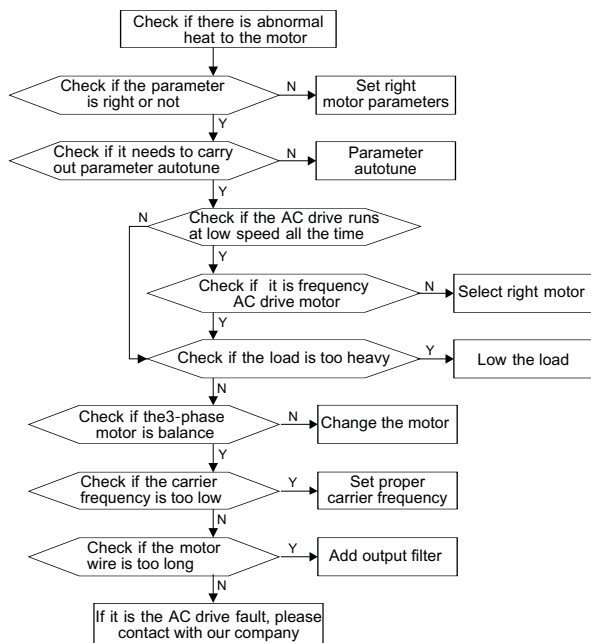 Check if there is abnormal
heat to the motor
Check if the parameter
is right or not
N
Set right
motor parameters
Y
Check if it needs to carry
out parameter autotune
N
Parameter
autotune
Y
N
Check if the AC drive runs
at low speed all the time
Y
Check if it is frequency
AC drive motor
N
Select right motor
Y
Check if the load is too heavy
Y
Low the load
N
Check if the3-phase
motor is balance
N
Change the motor
Y
Check if the carrier
frequency is too low
Y
Set proper
carrier frequency
N
Check if the motor
wire is too long
Y
Add output filter
N
If it is the AC drive fault, please
contact with our company